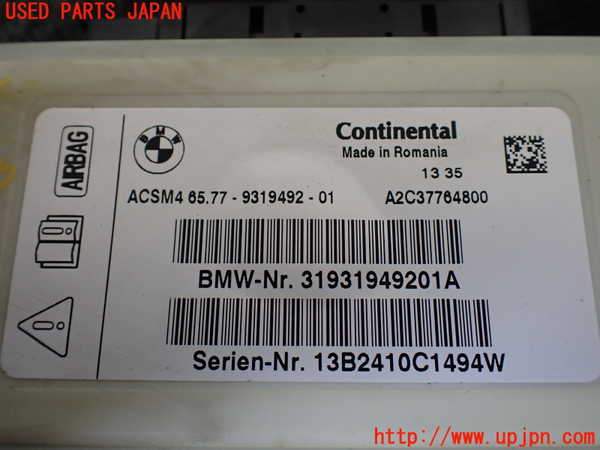 USED PARTS JAPAN
AIRBAG
BMW
Continental
Made in Romania
13 35
ACSM4 65.77 - 9319492 - 01
A2C37764800
BMW-Nr. 31931949201A
Serien-Nr. 13B2410C1494W
www.upjpn.com